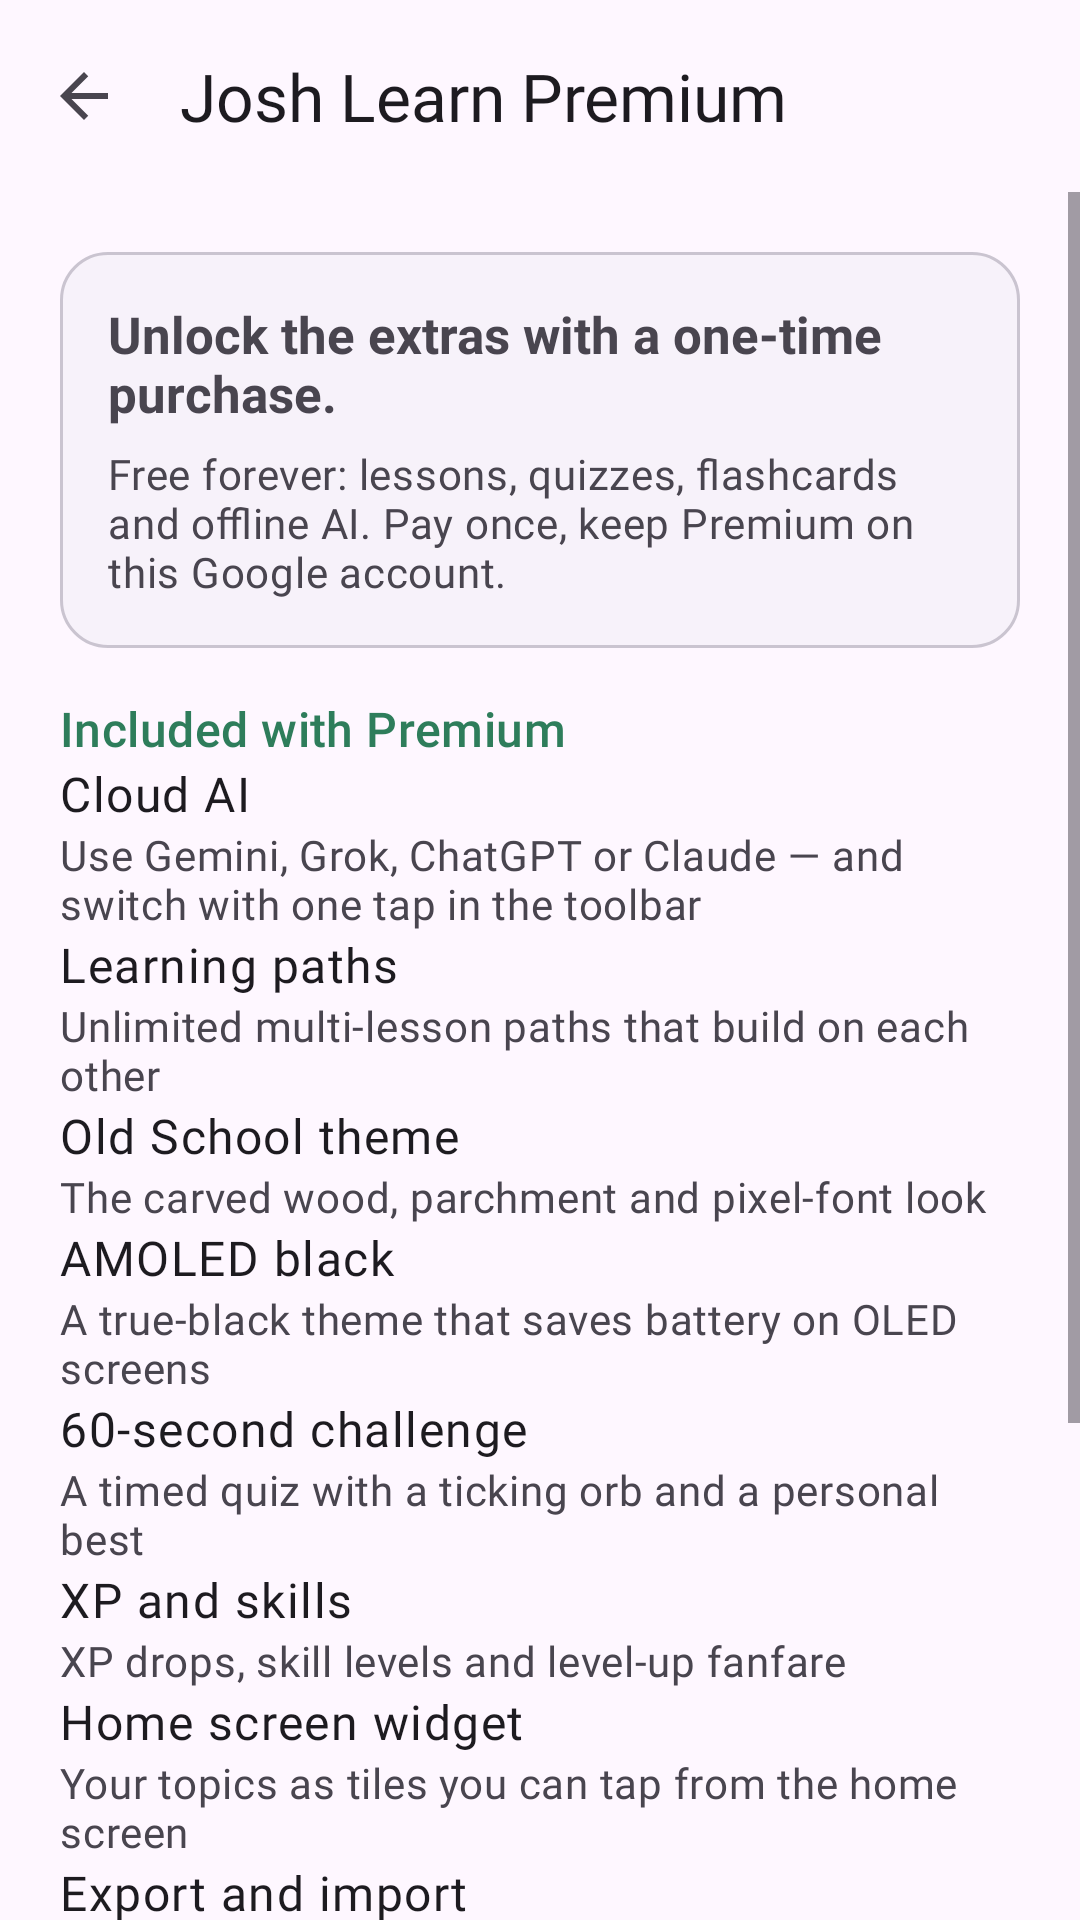 Josh Learn Premium
Unlock the extras with a one-time
purchase.
Free forever: lessons, quizzes, flashcards
and offline AI. Pay once, keep Premium on
this Google account.
Included with Premium
Cloud AI
Use Gemini, Grok, ChatGPT or Claude — and
switch with one tap in the toolbar
Learning paths
Unlimited multi-lesson paths that build on each
other
Old School theme
The carved wood, parchment and pixel-font look
AMOLED black
A true-black theme that saves battery on OLED
screens
60-second challenge
A timed quiz with a ticking orb and a personal
best
XP and skills
XP drops, skill levels and level-up fanfare
Home screen widget
Your topics as tiles you can tap from the home
screen
Export and import